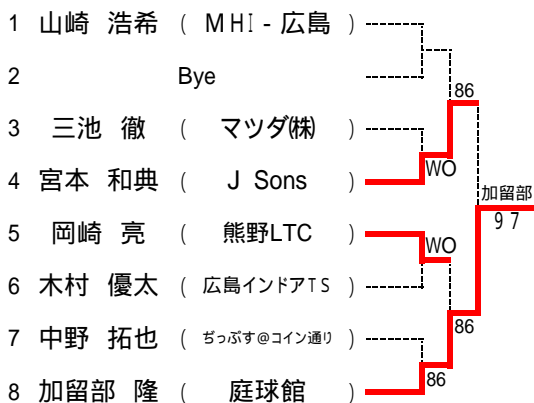 1 山崎 浩希 ( MHI - 広島 )
2 Bye
86
3 三池 徹 ( マツダ㈱ )
WO
4 宮本 和典 ( J Sons )
加留部
97
5 岡崎 亮 ( 熊野LTC )
WO
6 木村 優太 ( 広島インドアTS )
7 中野 拓也 ( ぢっぷす@コイン通り )
86
8 加留部 隆 ( 庭球館 )
86